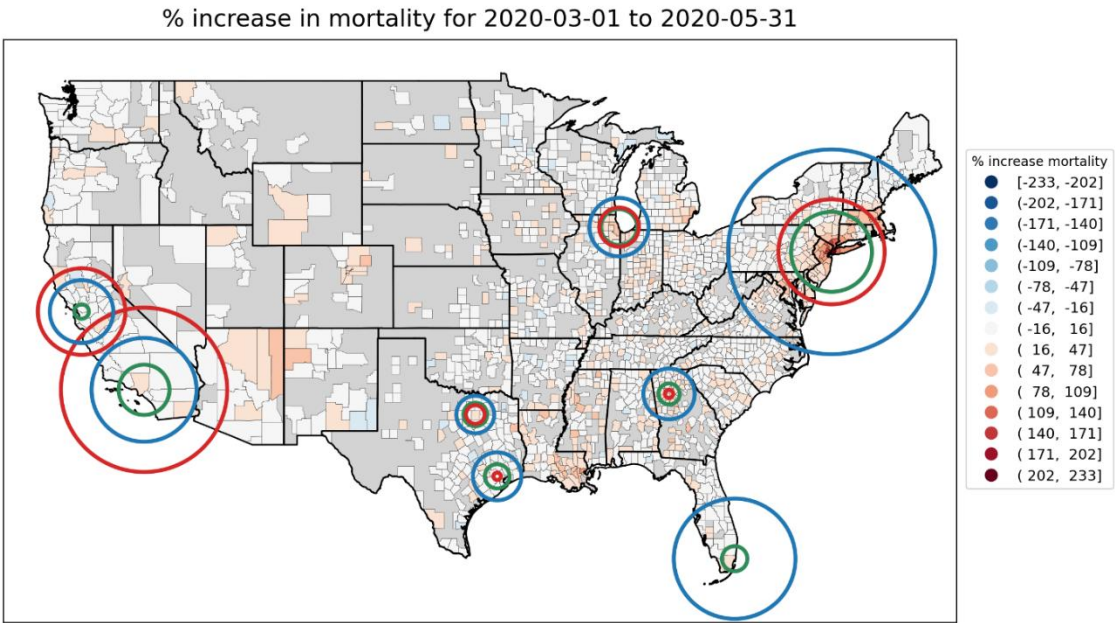 % increase in mortality for 2020-03-01 to 2020-05-31
% increase mortality
[-233, -202]
(-202, -171]
(-171, -140]
(-140, -109]
(-109, -78]
( -78, -47]
( -47, -16]
( -16, 16]
( 16, 47]
( 47, 78]
( 78, 109]
( 109, 140]
( 140, 171]
( 171, 202]
( 202, 233]